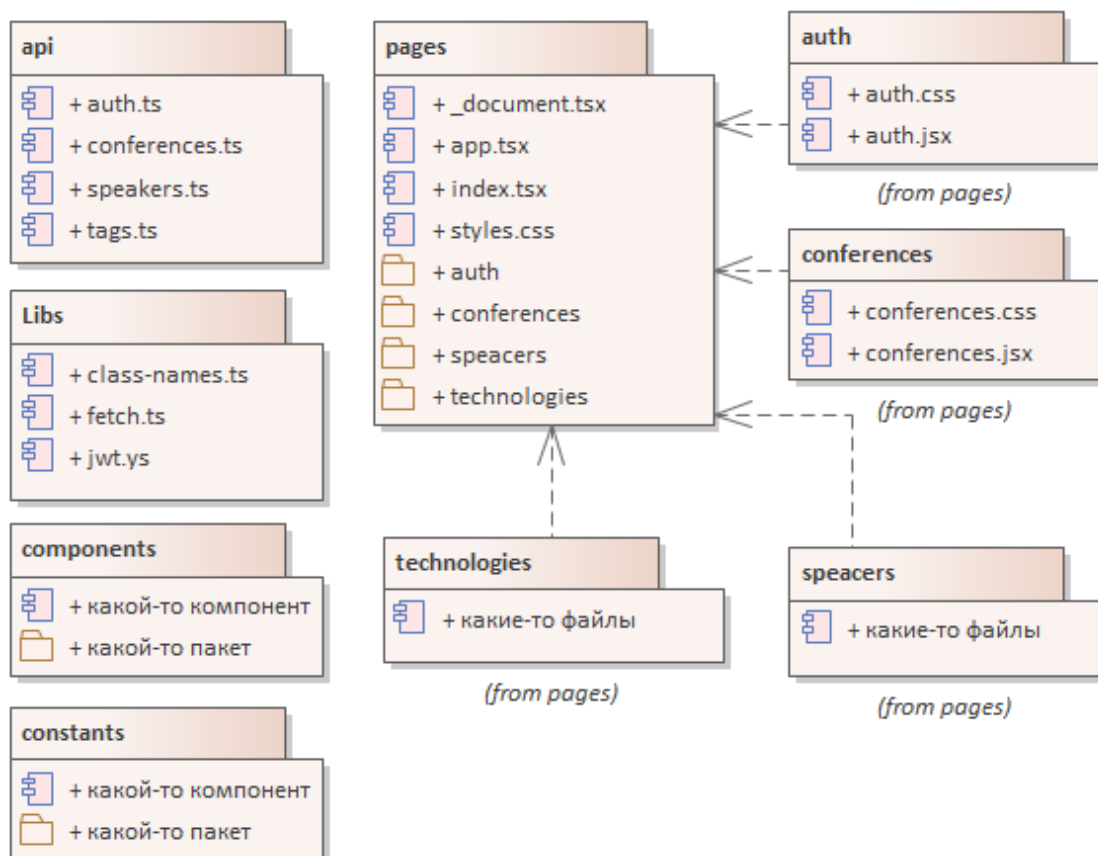 api
+ auth.ts
+ conferences.ts
+ speakers.ts
+ tags.ts
Libs
+ class-names.ts
+ fetch.ts
+ jwt.ys
components
+ какой-то компонент
+ какой-то пакет
constants
+ какой-то компонент
+ какой-то пакет
pages
+ _document.tsx
+ app.tsx
+ index.tsx
+ styles.css
+ auth
+ conferences
+ speacers
+ technologies
technologies
+ какие-то файлы
(from pages)
auth
+ auth.css
+ auth.jsx
(from pages)
conferences
+ conferences.css
+ conferences.jsx
(from pages)
speacers
+ какие-то файлы
(from pages)